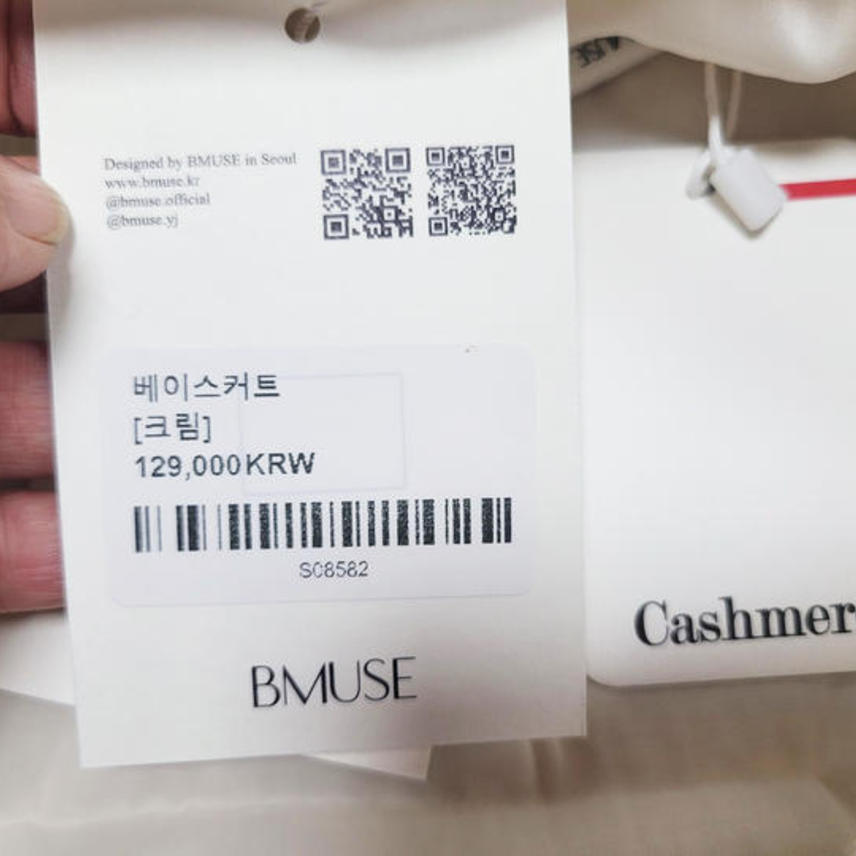 Designed by BMUSE in Seoul
www.bmuse.kr
@bmuse.official
@bmuse.yj
베이스커트
[크림]
129,000KRW
S08582
BMUSE
Cashmer